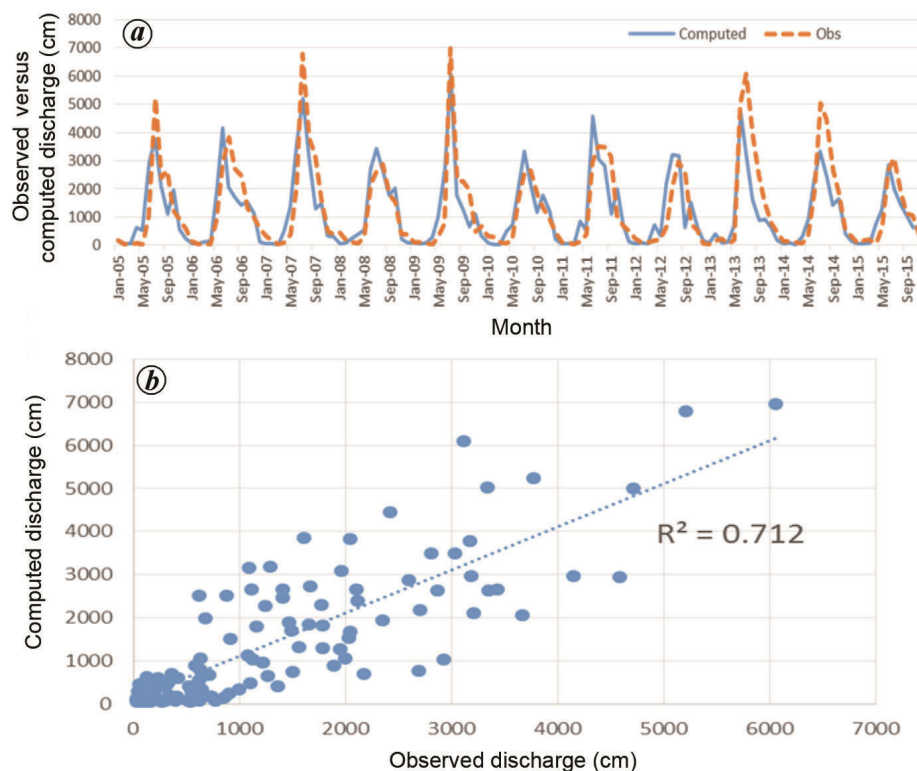 a
Computed Obs
Observed versus
computed discharge (cm)
8000
7000
6000
5000
4000
3000
2000
1000
0
Jan-05 May-05 Sep-05 Jan-06 May-06 Sep-06 Jan-07 May-07 Sep-07 Jan-08 May-08 Sep-08 Jan-09 May-09 Sep-09 Jan-10 May-10 Sep-10 Jan-11 May-11 Sep-11 Jan-12 May-12 Sep-12 Jan-13 May-13 Sep-13 Jan-14 May-14 Sep-14 Jan-15 May-15 Sep-15
Month
b
Computed discharge (cm)
8000
7000
6000
5000
4000
3000
2000
1000
0
R² = 0.712
0 1000 2000 3000 4000 5000 6000 7000
Observed discharge (cm)